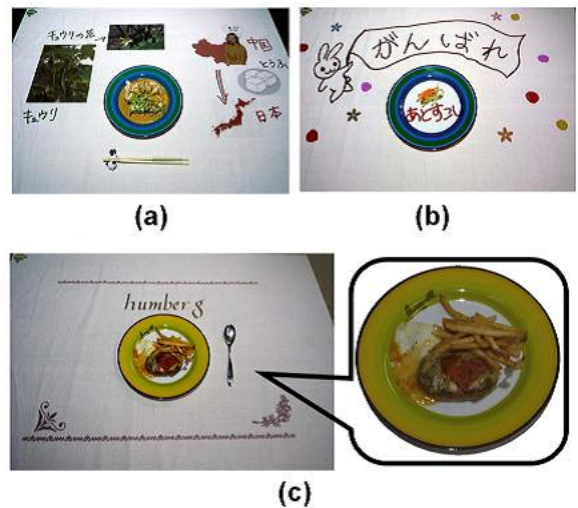 キュウリの花→
中国
とうふ
キュウリ
日本
(a)
がんばれ
あとすこし
(b)
humberg
(c)